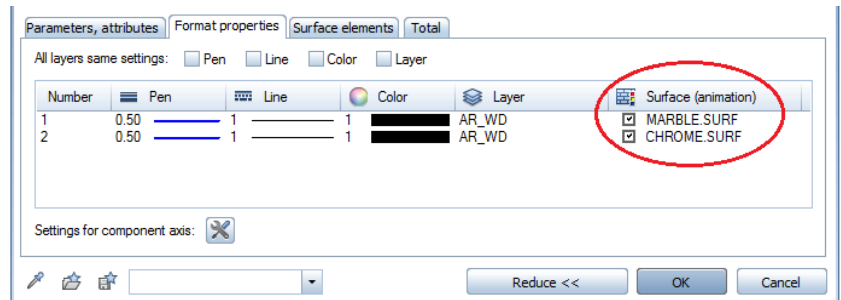 Parameters, attributes Format properties Surface elements Total
All layers same settings: Pen Line Color Layer
Number Pen Line Color Layer Surface (animation)
1 0.50 1 1 AR_WD MARBLE.SURF
2 0.50 1 1 AR_WD CHROME.SURF
Settings for component axis:
Reduce << OK Cancel